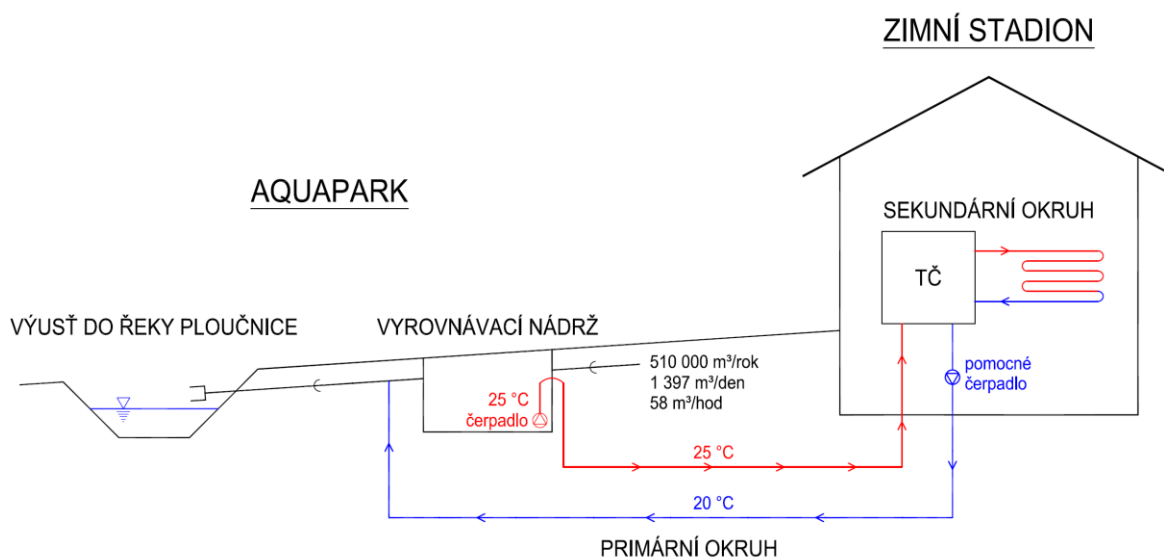 ZIMNÍ STADION
AQUAPARK
SEKUNDÁRNÍ OKRUH
TČ
VÝUSŤ DO ŘEKY PLOUČNICE
VYROVNÁVACÍ NÁDRŽ
510 000 m³/rok
1 397 m³/den
58 m³/hod
pomocné
čerpadlo
25 °C
čerpadlo
25 °C
20 °C
PRIMÁRNÍ OKRUH